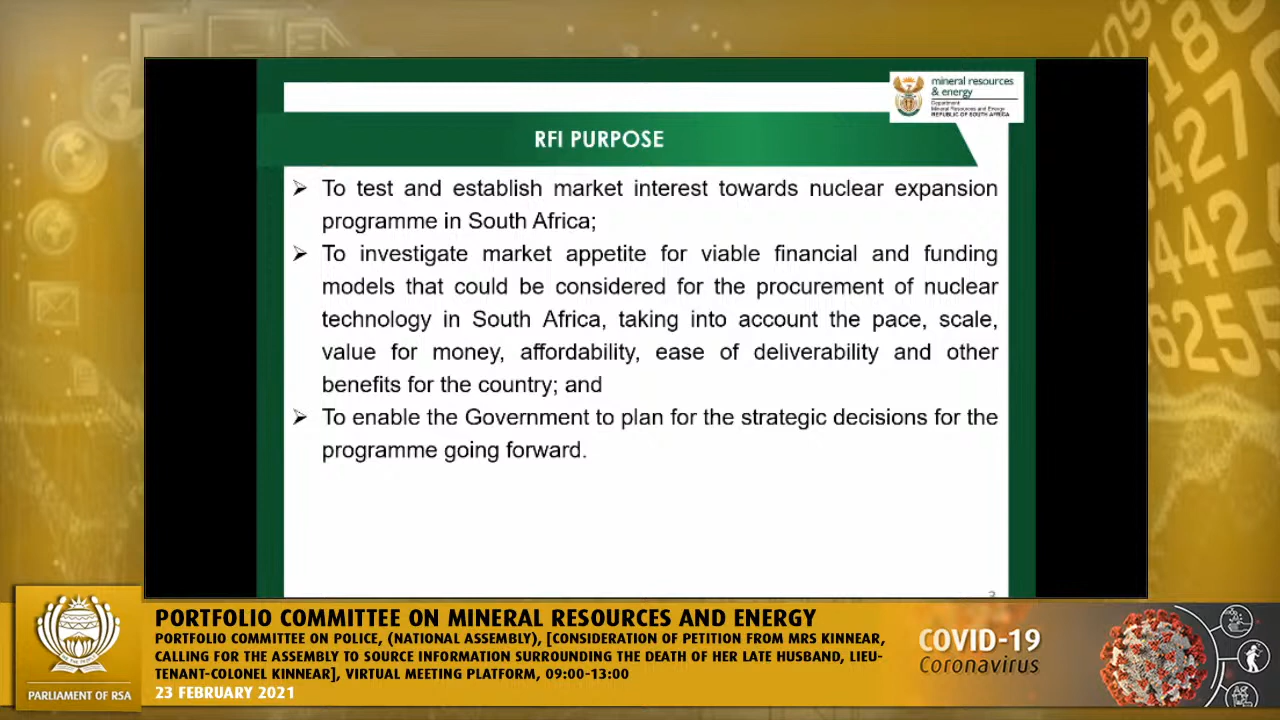 mineral resources
& energy
Department:
Mineral Resources and Energy
REPUBLIC OF SOUTH AFRICA
RFI PURPOSE
➢ To test and establish market interest towards nuclear expansion
programme in South Africa;
➢ To investigate market appetite for viable financial and funding
models that could be considered for the procurement of nuclear
technology in South Africa, taking into account the pace, scale,
value for money, affordability, ease of deliverability and other
benefits for the country; and
➢ To enable the Government to plan for the strategic decisions for the
programme going forward.
PARLIAMENT OF RSA
PORTFOLIO COMMITTEE ON MINERAL RESOURCES AND ENERGY
PORTFOLIO COMMITTEE ON POLICE, (NATIONAL ASSEMBLY), [CONSIDERATION OF PETITION FROM MRS KINNEAR,
CALLING FOR THE ASSEMBLY TO SOURCE INFORMATION SURROUNDING THE DEATH OF HER LATE HUSBAND, LIEU-
TENANT-COLONEL KINNEAR], VIRTUAL MEETING PLATFORM, 09:00-13:00
23 FEBRUARY 2021
COVID-19
Coronavirus